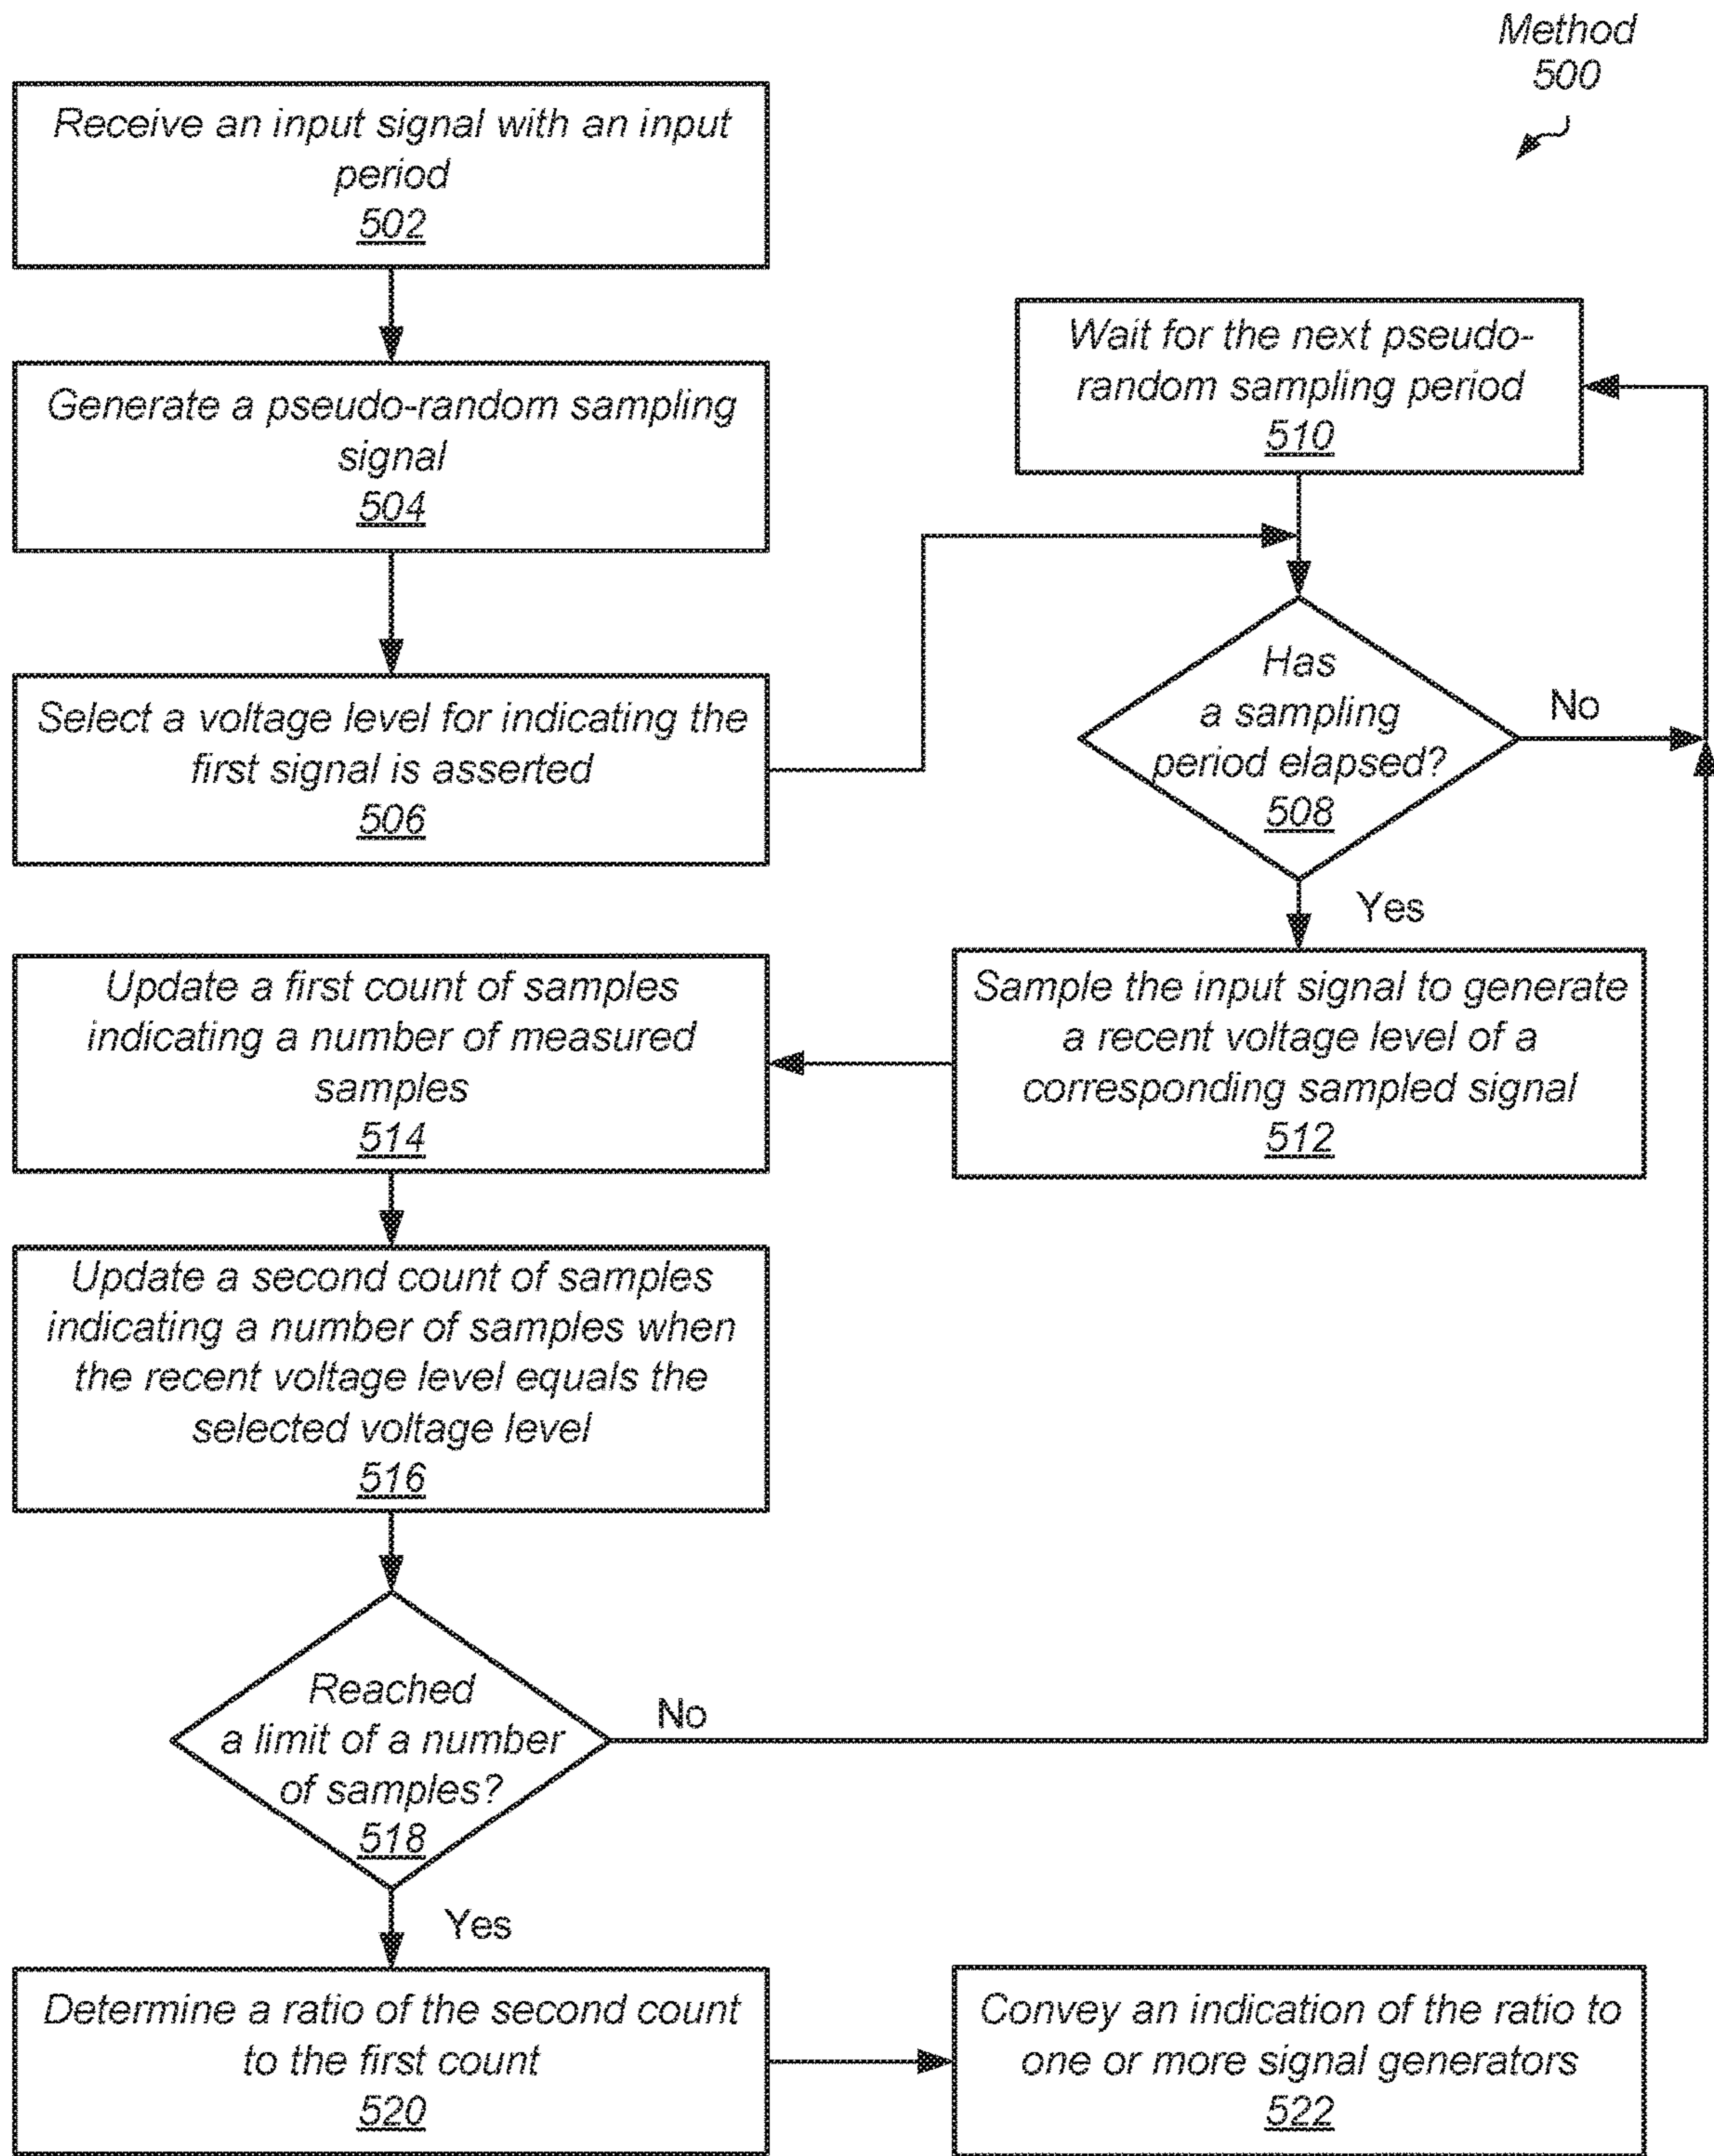 Method
500
Receive an input signal with an input
period
502
Generate a pseudo-random sampling
signal
504
Select a voltage level for indicating the
first signal is asserted
506
Wait for the next pseudo-
random sampling period
510
Has
a sampling
period elapsed?
508
No
Yes
Sample the input signal to generate
a recent voltage level of a
corresponding sampled signal
512
Update a first count of samples
indicating a number of measured
samples
514
Update a second count of samples
indicating a number of samples when
the recent voltage level equals the
selected voltage level
516
Reached
a limit of a number
of samples?
518
No
Yes
Determine a ratio of the second count
to the first count
520
Convey an indication of the ratio to
one or more signal generators
522